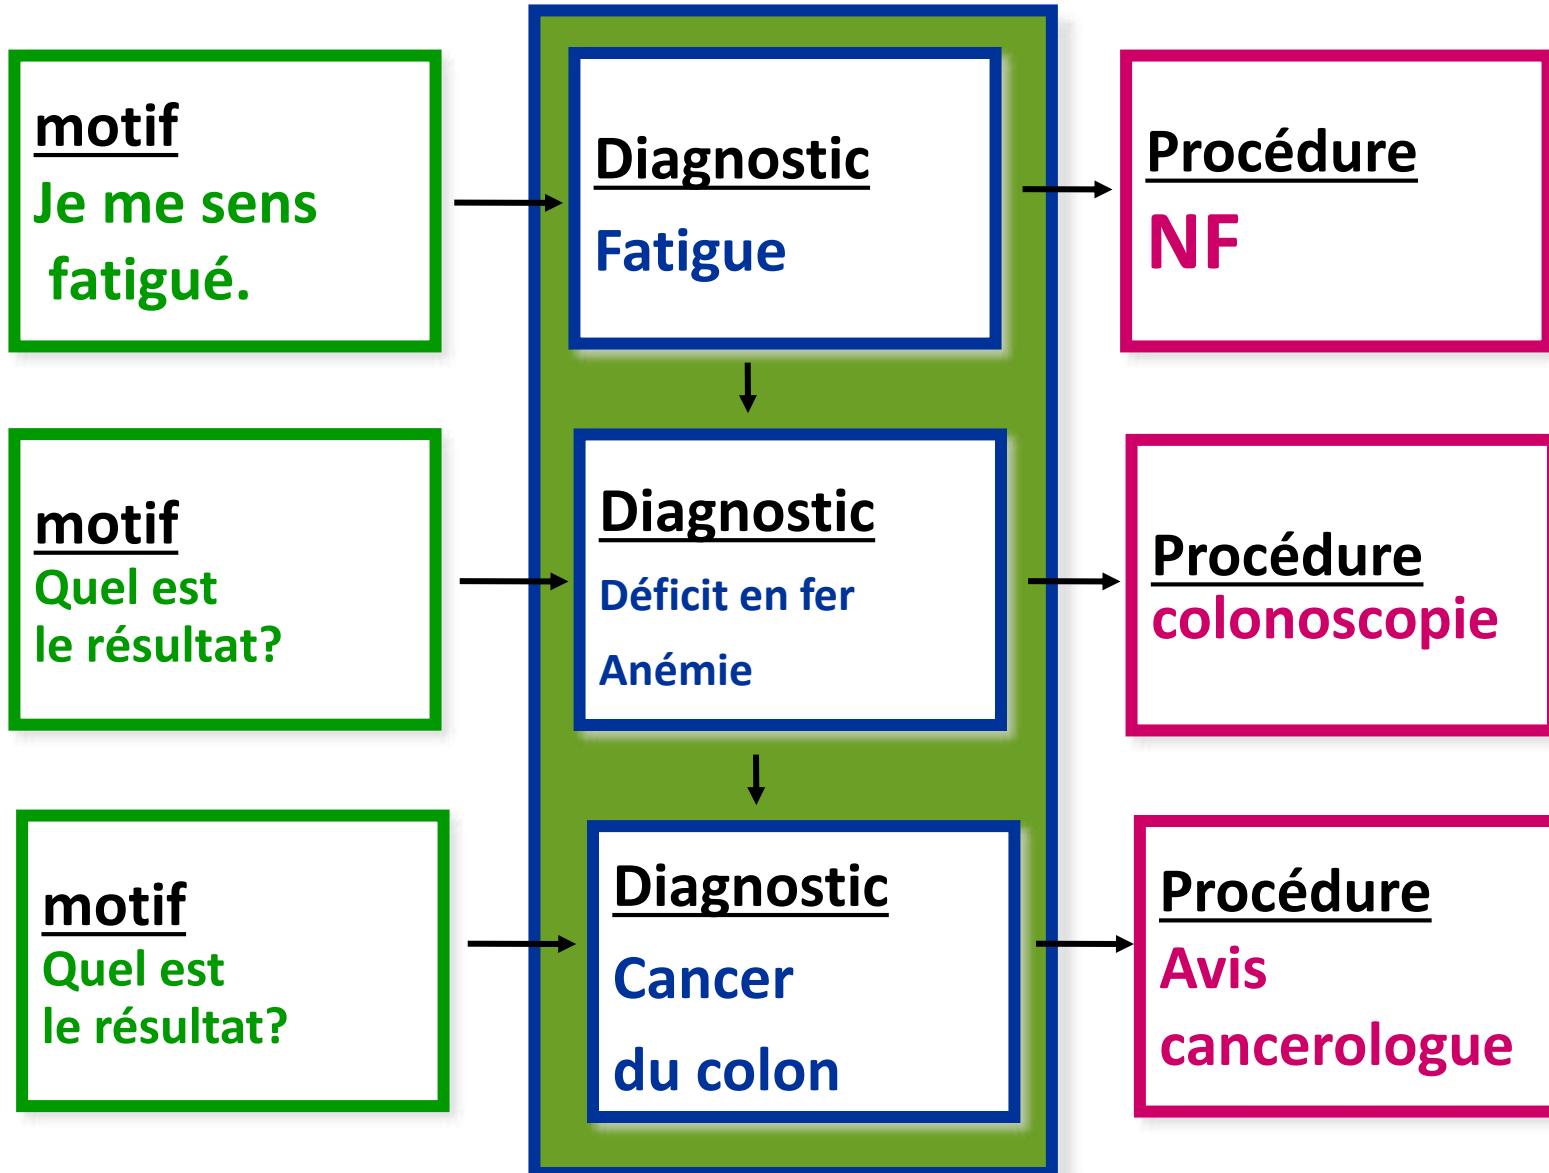 motif
Je me sens
fatigué.
Diagnostic
Fatigue
Procédure
NF
motif
Quel est
le résultat?
Diagnostic
Déficit en fer
Anémie
Procédure
colonoscopie
motif
Quel est
le résultat?
Diagnostic
Cancer
du colon
Procédure
Avis
cancerologue